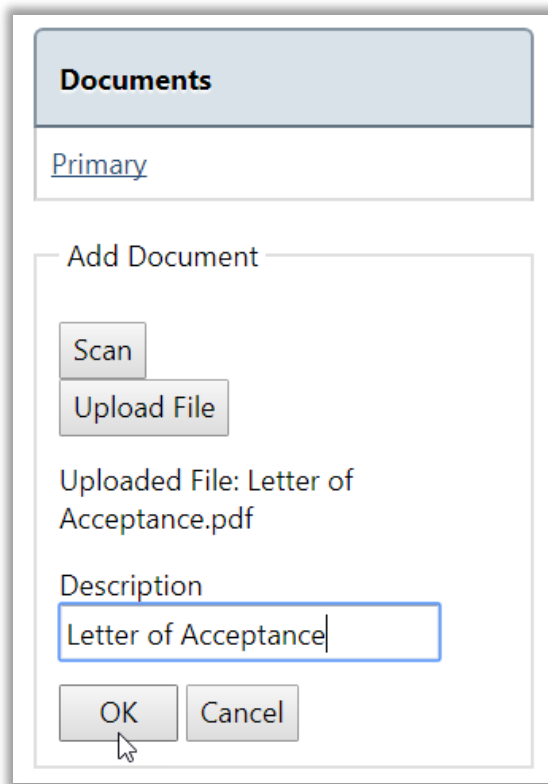 Documents
Primary
Add Document
Scan
Upload File
Uploaded File: Letter of
Acceptance.pdf
Description
Letter of Acceptance
OK Cancel